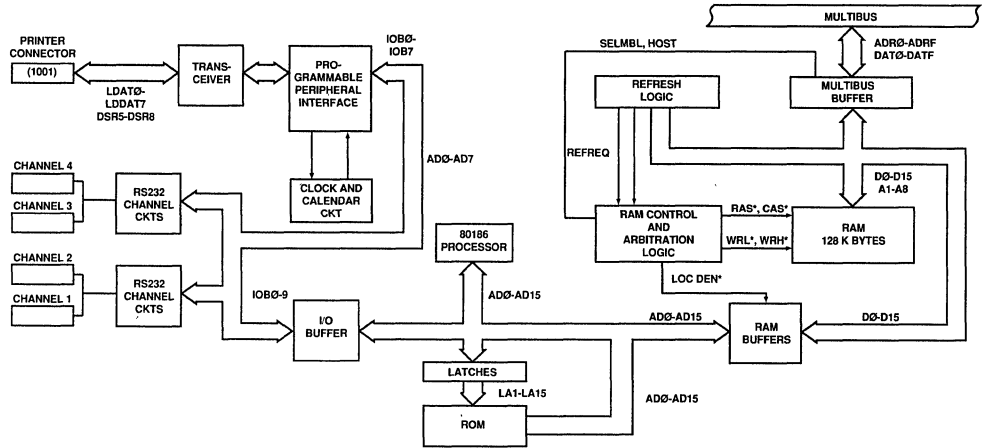 MULTIBUS
PRINTER
CONNECTOR
(1001)
LDATØ-
LDDAT7
DSR5-DSR8
TRANS-
CEIVER
PRO-
GRAMMABLE
PERIPHERAL
INTERFACE
IOBØ-
IOB7
ADØ-AD7
CLOCK AND
CALENDAR
CKT
SELMBL, HOST
ADRØ-ADRF
DATØ-DATF
MULTIBUS
BUFFER
REFRESH
LOGIC
REFREQ
DØ-D15
A1-A8
CHANNEL 4
CHANNEL 3
RS232
CHANNEL
CKTS
CHANNEL 2
CHANNEL 1
RS232
CHANNEL
CKTS
IOBØ-9
I/O
BUFFER
80186
PROCESSOR
ADØ-AD15
RAM CONTROL
AND
ARBITRATION
LOGIC
RAS*, CAS*
WRL*, WRH*
RAM
128 K BYTES
LOC DEN*
ADØ-AD15
RAM
BUFFERS
DØ-D15
LATCHES
LA1-LA15
ROM
ADØ-AD15